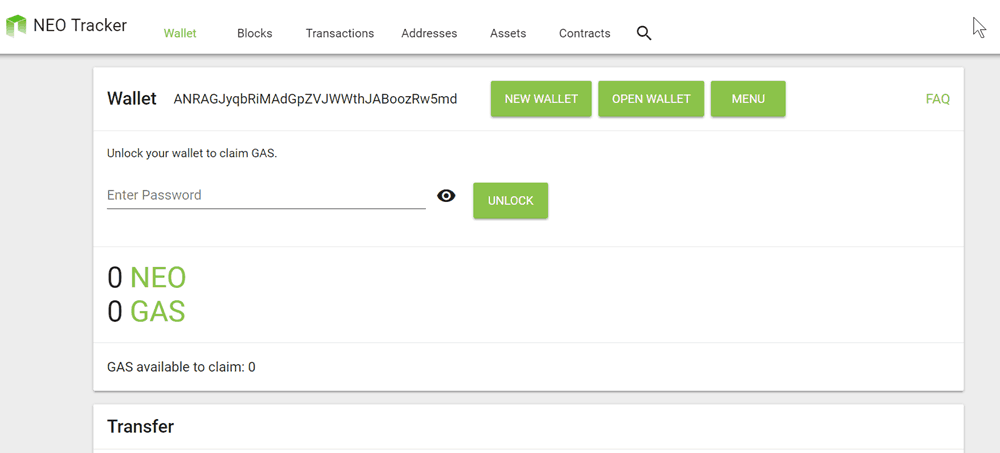 NEO Tracker Wallet Blocks Transactions Addresses Assets Contracts
Wallet ANRAGJyqbRiMAdGpZVJWWthJABoozRw5md NEW WALLET OPEN WALLET MENU FAQ
Unlock your wallet to claim GAS.
Enter Password UNLOCK
0 NEO
0 GAS
GAS available to claim: 0
Transfer